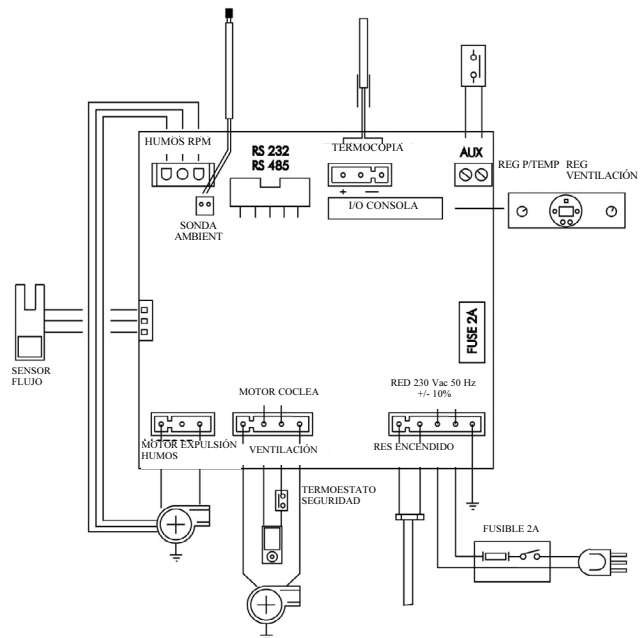 HUMOS RPM
RS 232
RS 485
TERMOCOPIA
AUX
REG P/TEMP REG
VENTILACIÓN
+ —
I/O CONSOLA
SONDA
AMBIENT
FUSE 2A
SENSOR
FLUJO
MOTOR COCLEA
RED 230 Vac 50 Hz
+/- 10%
MOTOR EXPULSIÓN
HUMOS
VENTILACIÓN
RES ENCENDIDO
TERMOESTATO
SEGURIDAD
FUSIBLE 2A